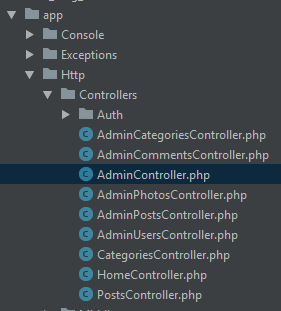 app
Console
Exceptions
Http
Controllers
Auth
AdminCategoriesController.php
AdminCommentsController.php
AdminController.php
AdminPhotosController.php
AdminPostsController.php
AdminUsersController.php
CategoriesController.php
HomeController.php
PostsController.php